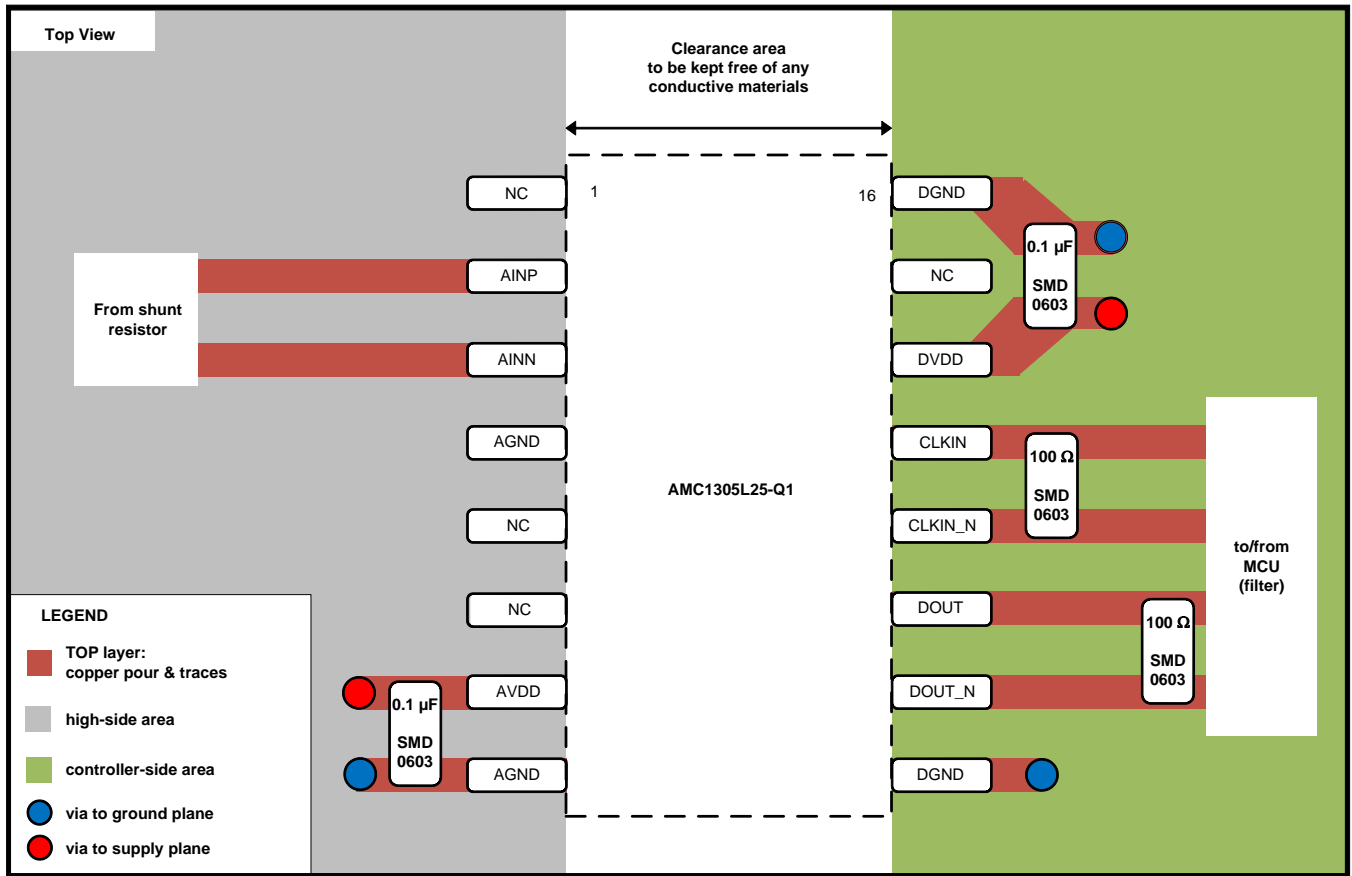 Top View
Clearance area
to be kept free of any
conductive materials
1
16
NC
AINP
AINN
AGND
NC
NC
AVDD
AGND
DGND
NC
DVDD
CLKIN
CLKIN_N
DOUT
DOUT_N
DGND
From shunt
resistor
AMC1305L25-Q1
0.1 µF
SMD
0603
100 Ω
SMD
0603
100 Ω
SMD
0603
to/from
MCU
(filter)
0.1 µF
SMD
0603
LEGEND
TOP layer:
copper pour & traces
high-side area
controller-side area
via to ground plane
via to supply plane